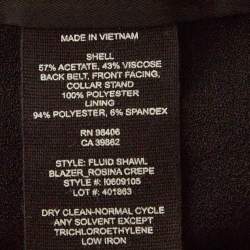 MADE IN VIETNAM
SHELL
57% ACETATE, 43% VISCOSE
BACK BELT, FRONT FACING,
COLLAR STAND
100% POLYESTER
LINING
94% POLYESTER, 6% SPANDEX
RN 98406
CA 39862
STYLE: FLUID SHAWL
BLAZER_ROSINA CREPE
STYLE #: I0609105
LOT #: 401863
DRY CLEAN-NORMAL CYCLE
ANY SOLVENT EXCEPT
TRICHLOROETHYLENE
LOW IRON